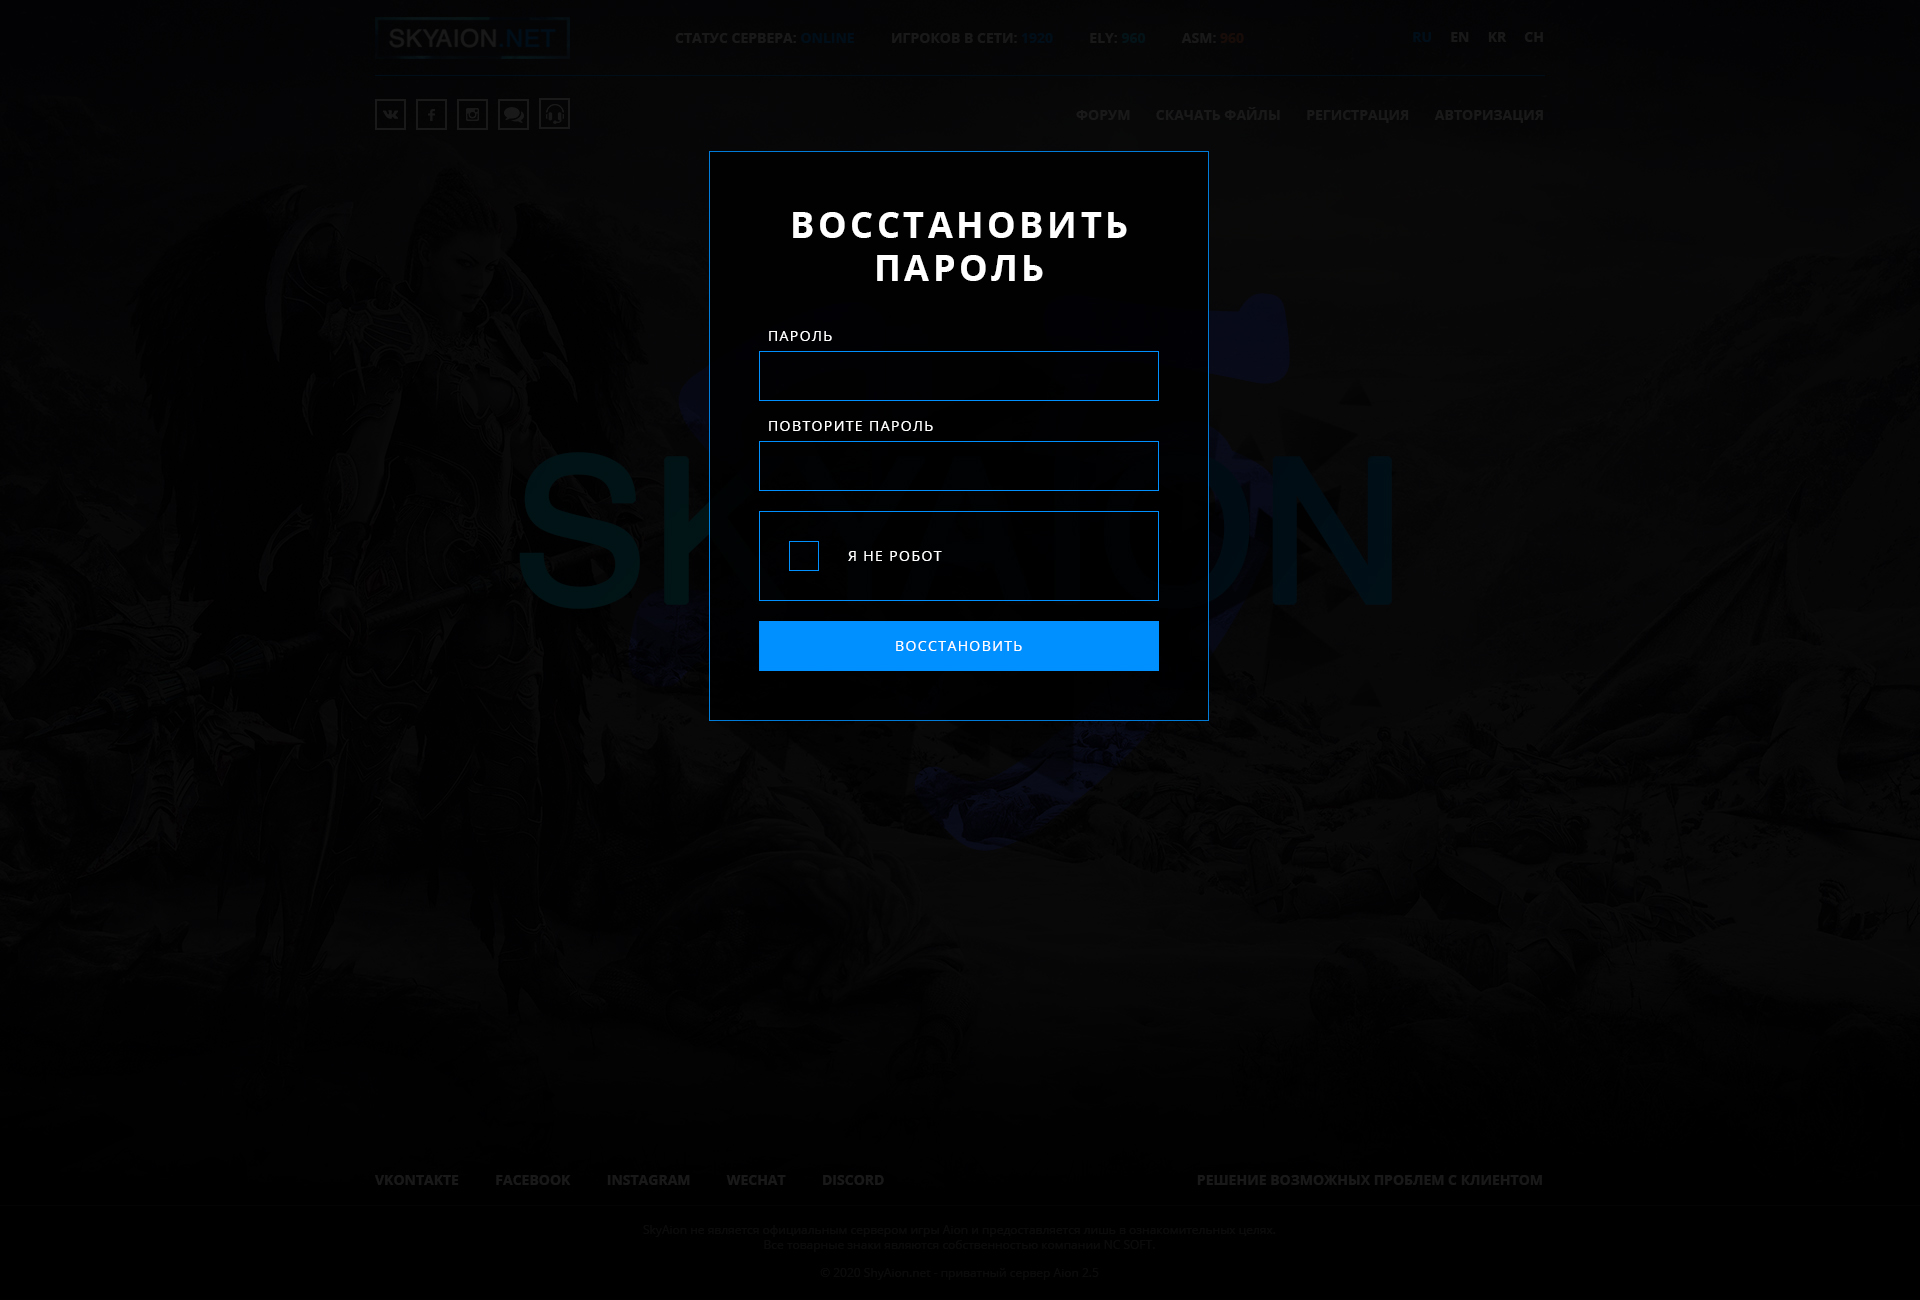 SKYAION.NET
СТАТУС СЕРВЕРА: ONLINE ИГРОКОВ В СЕТИ: 1920 ELY: 960 ASM: 960
RU EN KR CH
ФОРУМ СКАЧАТЬ ФАЙЛЫ РЕГИСТРАЦИЯ АВТОРИЗАЦИЯ
ВОССТАНОВИТЬ
ПАРОЛЬ
ПАРОЛЬ
ПОВТОРИТЕ ПАРОЛЬ
SKYAION
Я НЕ РОБОТ
ВОССТАНОВИТЬ
VKONTAKTE FACEBOOK INSTAGRAM WECHAT DISCORD
РЕШЕНИЕ ВОЗМОЖНЫХ ПРОБЛЕМ С КЛИЕНТОМ
SkyAion не является официальным сервером игры Aion и предоставляется лишь в ознакомительных целях.
Все товарные знаки являются собственностью компании NC SOFT.
© 2020 ShyAion.net - приватный сервер Aion 2.5